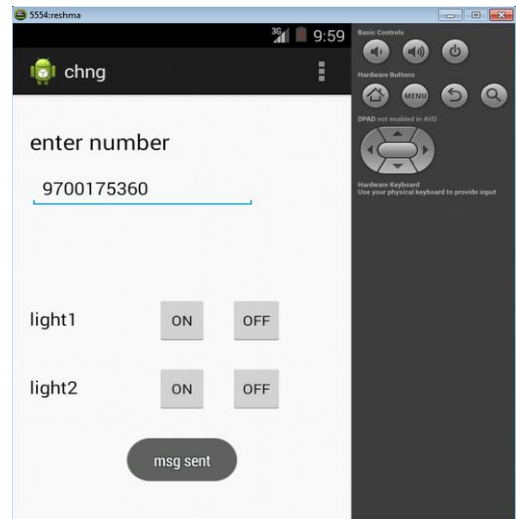 5554:reshma
3G 9:59
chng
enter number
9700175360
light1 ON OFF
light2 ON OFF
msg sent
Basic Controls
Hardware Buttons
MENU
DPAD not enabled in AVD
Hardware Keyboard
Use your physical keyboard to provide input